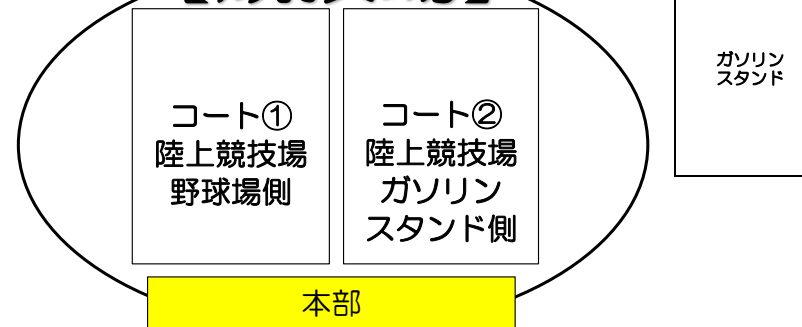 コート①
陸上競技場
野球場側
コート②
陸上競技場
ガソリン
スタンド側
ガソリン
スタンド
本部